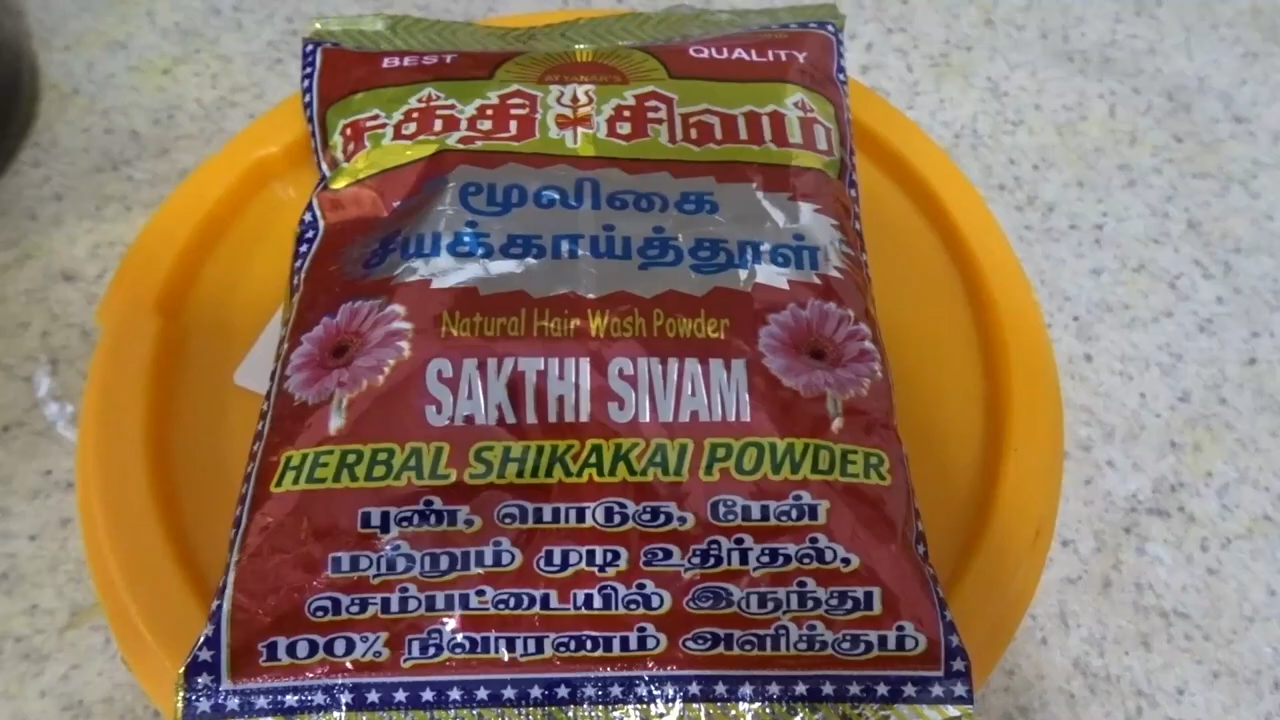 BEST QUALITY
AYYANAR'S
சக்தி சிவம்
மூலிகை
சீயக்காய்த்தூள்
Natural Hair Wash Powder
SAKTHI SIVAM
HERBAL SHIKAKAI POWDER
புண், பொடுகு, பேன்
மற்றும் முடி உதிர்தல்,
செம்பட்டையில் இருந்து
100% நிவாரணம் அளிக்கும்